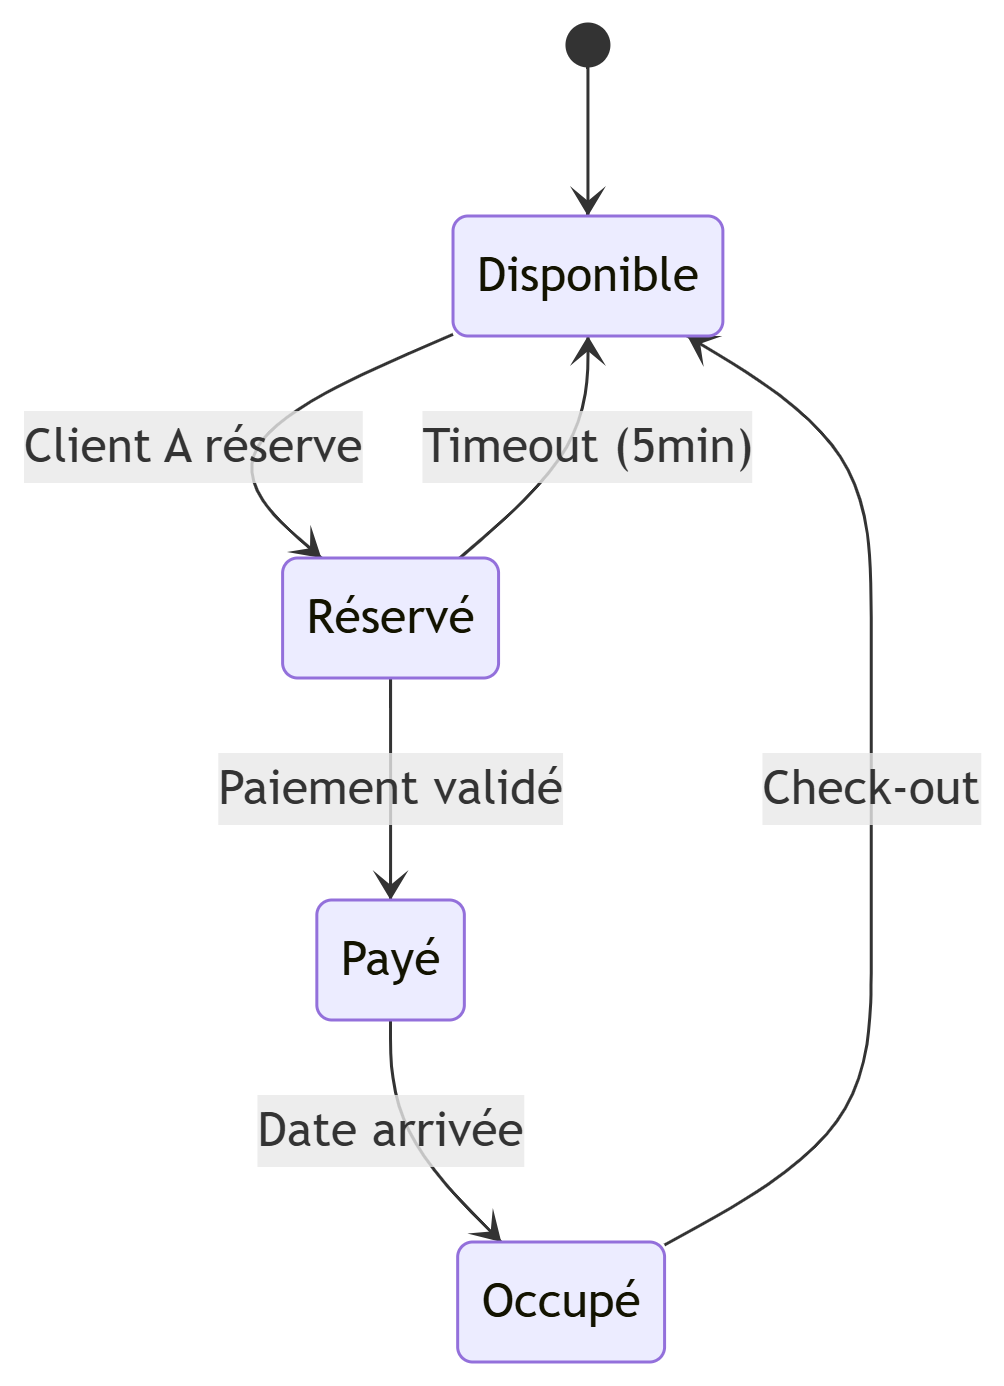 Disponible
Client A réserve
Timeout (5min)
Réservé
Paiement validé
Check-out
Payé
Date arrivée
Occupé